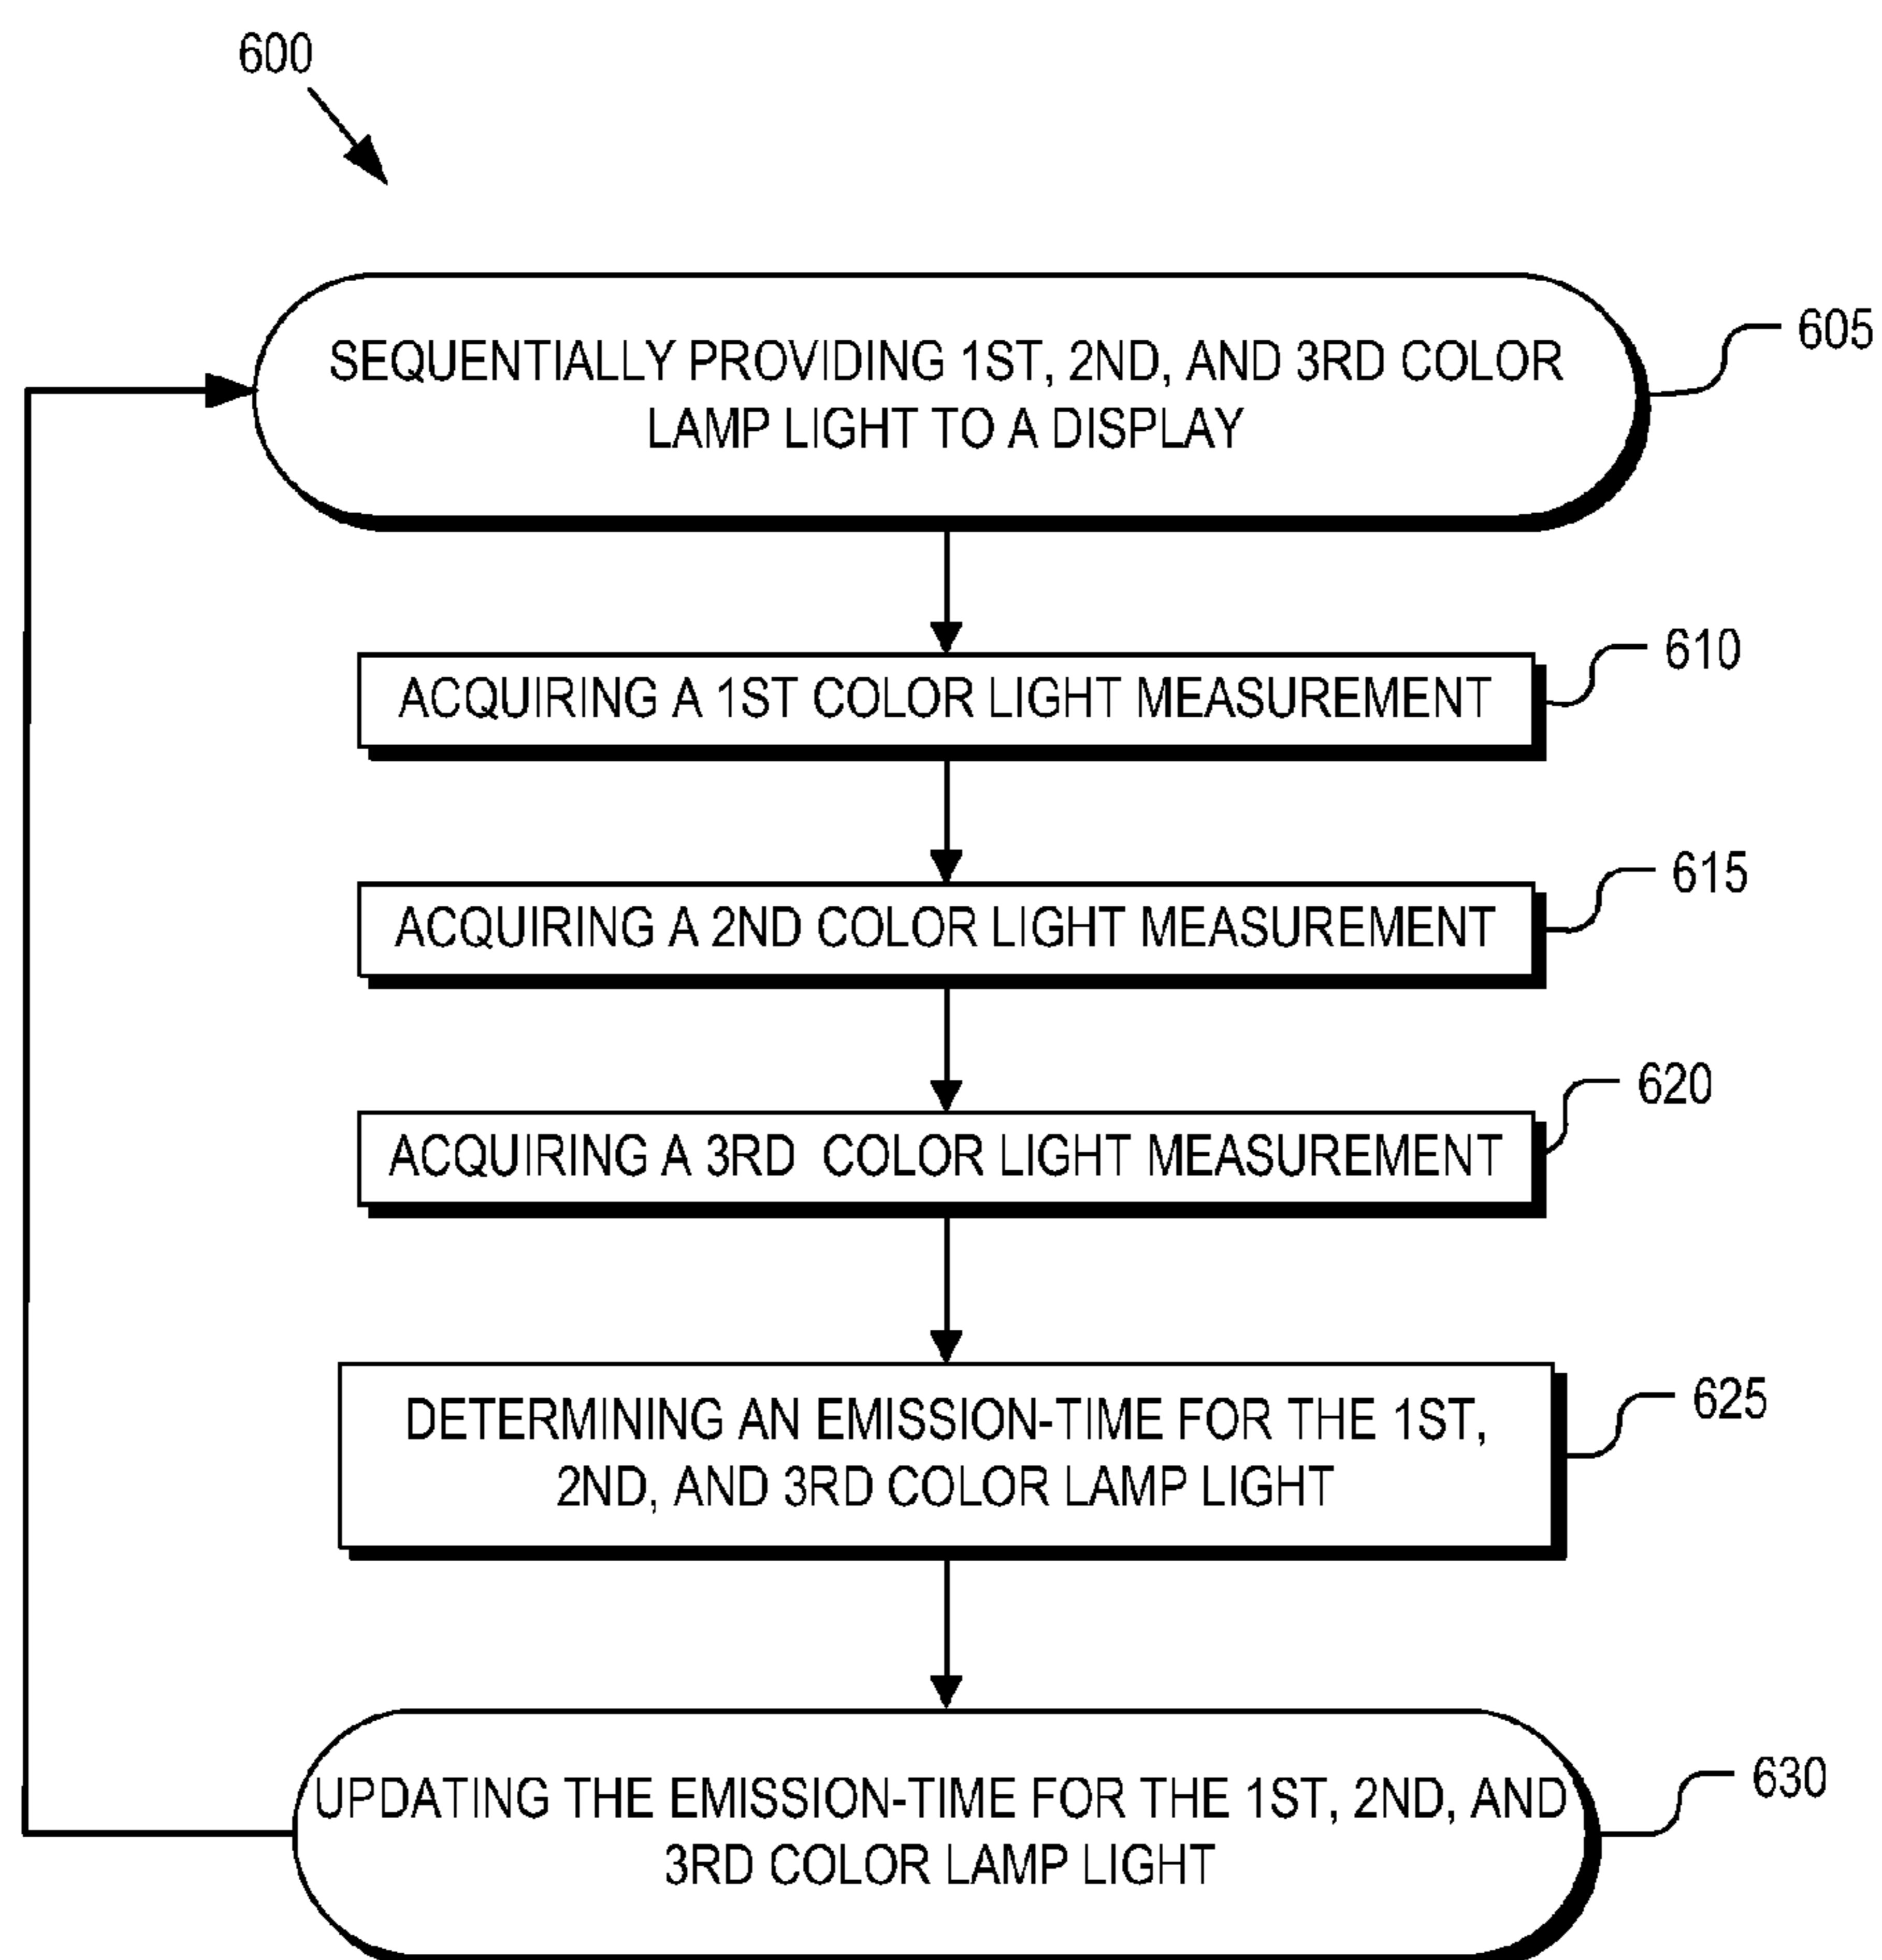 600
SEQUENTIALLY PROVIDING 1ST, 2ND, AND 3RD COLOR
LAMP LIGHT TO A DISPLAY
605
ACQUIRING A 1ST COLOR LIGHT MEASUREMENT
610
ACQUIRING A 2ND COLOR LIGHT MEASUREMENT
615
ACQUIRING A 3RD COLOR LIGHT MEASUREMENT
620
DETERMINING AN EMISSION-TIME FOR THE 1ST,
2ND, AND 3RD COLOR LAMP LIGHT
625
UPDATING THE EMISSION-TIME FOR THE 1ST, 2ND, AND
3RD COLOR LAMP LIGHT
630